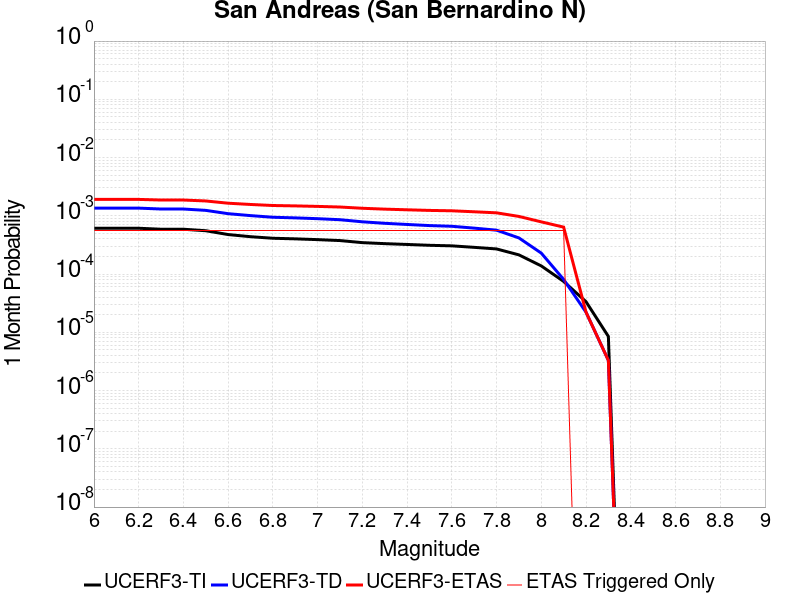 San Andreas (San Bernardino N)
10^0
10^-1
10^-2
10^-3
10^-4
10^-5
10^-6
10^-7
10^-8
1 Month Probability
6 6.2 6.4 6.6 6.8 7 7.2 7.4 7.6 7.8 8 8.2 8.4 8.6 8.8 9
Magnitude
UCERF3-TI UCERF3-TD UCERF3-ETAS ETAS Triggered Only